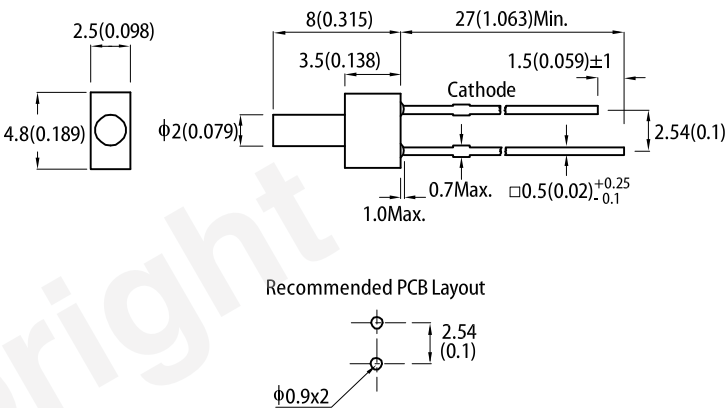 2.5(0.098)
8(0.315)
27(1.063)Min.
3.5(0.138)
1.5(0.059)±1
Cathode
4.8(0.189)
ϕ2(0.079)
2.54(0.1)
0.7Max.
□0.5(0.02)+0.25
- 0.1
1.0Max.
Recommended PCB Layout
2.54
(0.1)
ϕ0.9x2
right